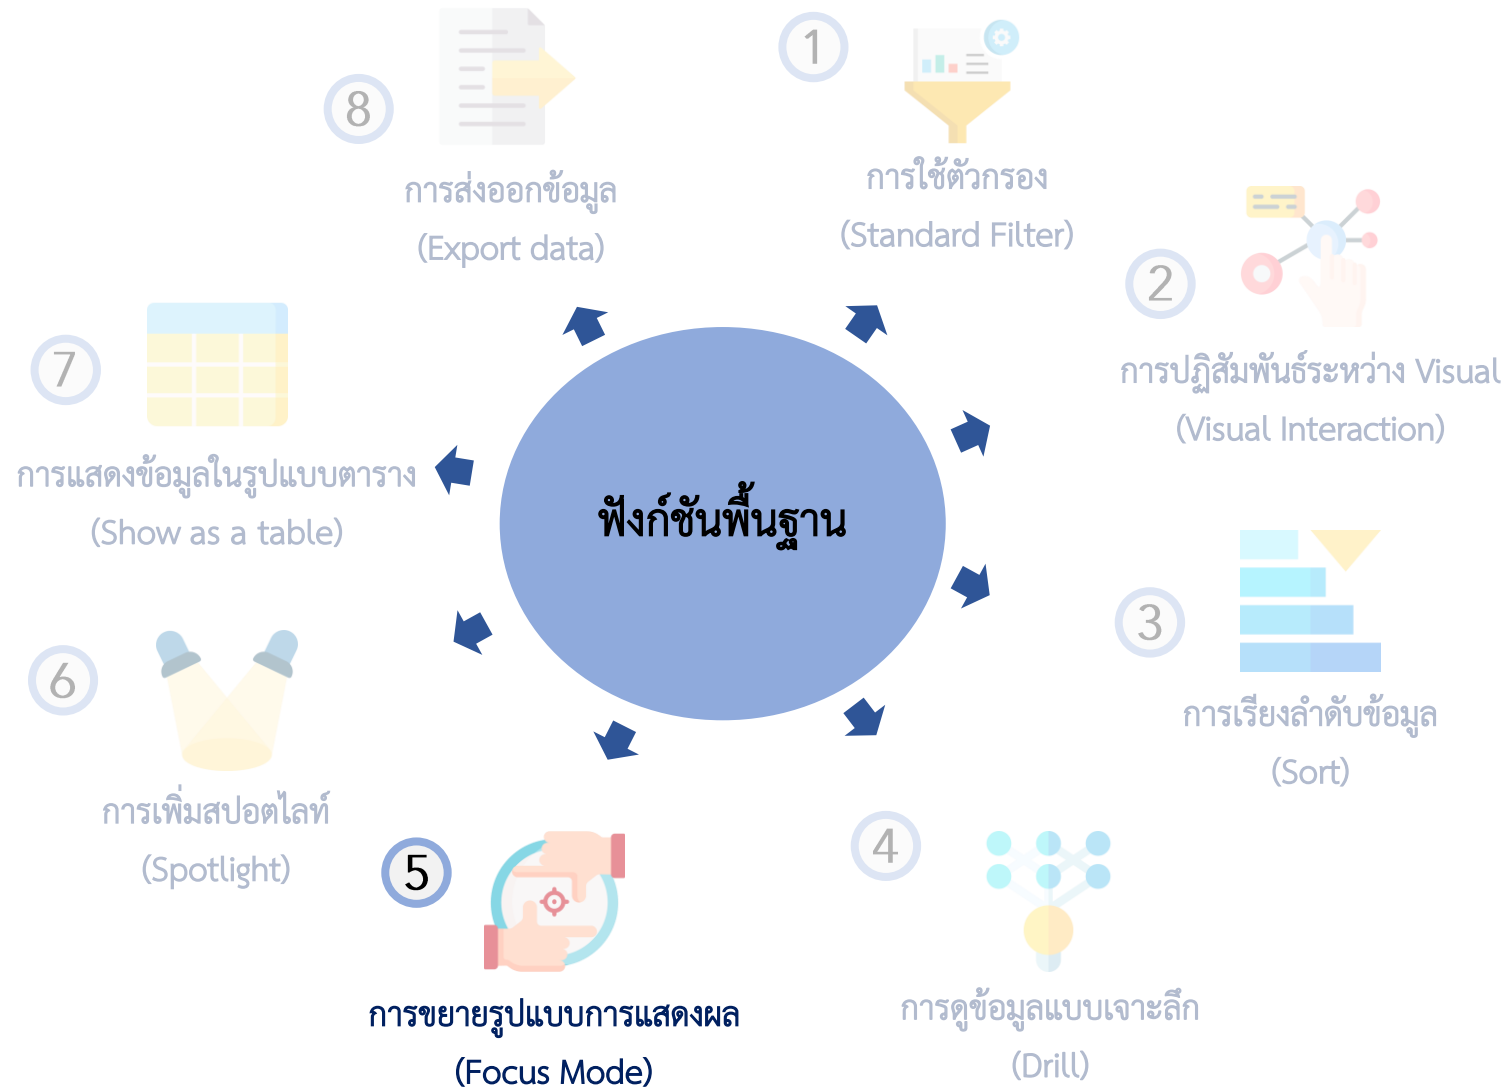 ฟังก์ชันพื้นฐาน
1
การใช้ตัวกรอง
(Standard Filter)
2
การปฏิสัมพันธ์ระหว่าง Visual
(Visual Interaction)
3
การเรียงลำดับข้อมูล
(Sort)
4
การดูข้อมูลแบบเจาะลึก
(Drill)
5
การขยายรูปแบบการแสดงผล
(Focus Mode)
6
การเพิ่มสปอตไลท์
(Spotlight)
7
การแสดงข้อมูลในรูปแบบตาราง
(Show as a table)
8
การส่งออกข้อมูล
(Export data)